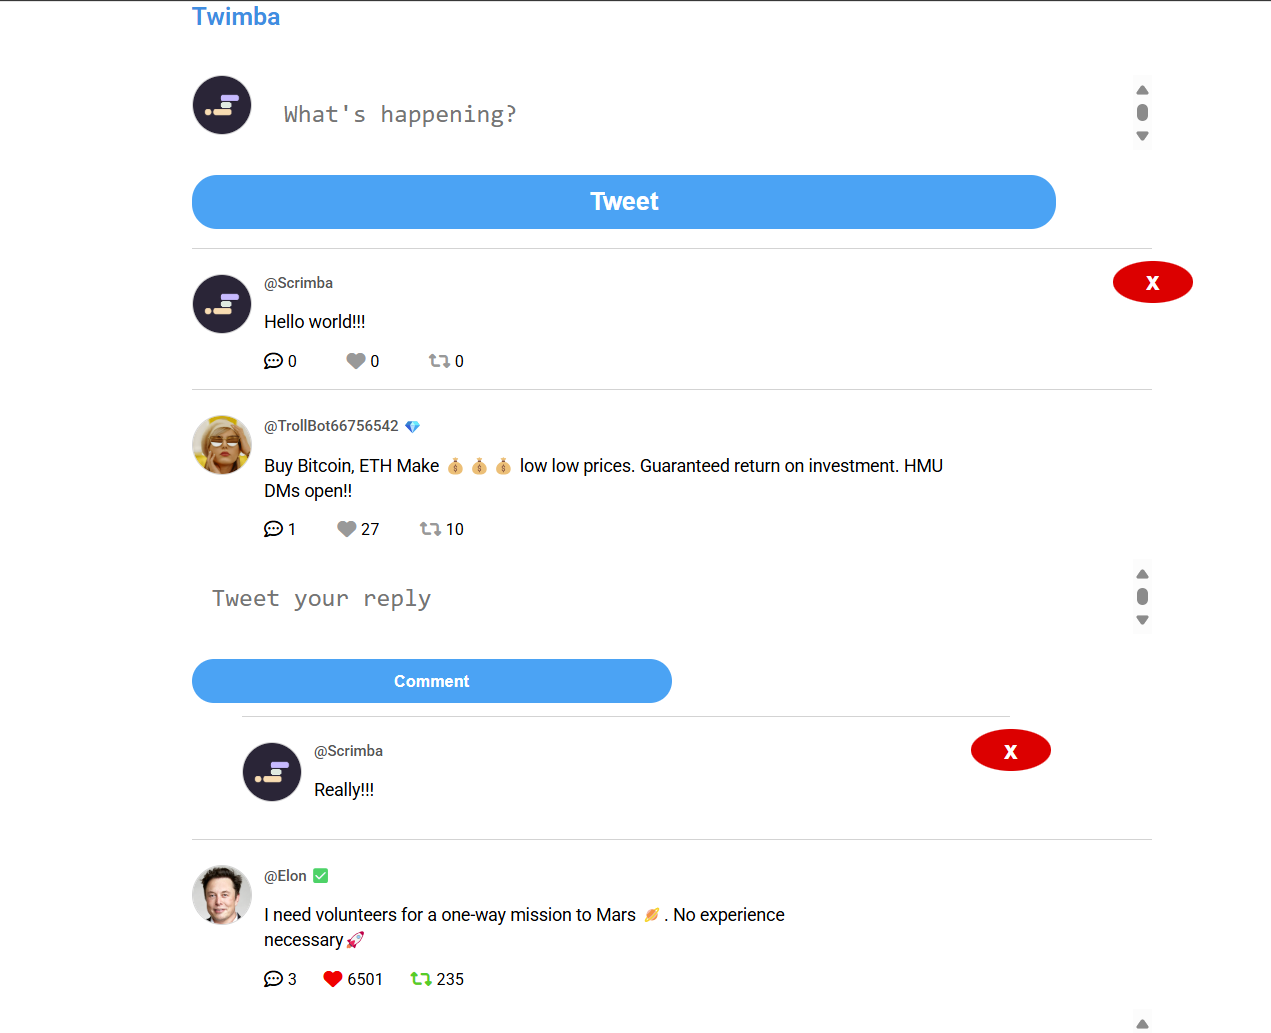 Twimba
What's happening?
Tweet
@Scrimba
X
Hello world!!!
0 0 0
@TrollBot66756542 💎
Buy Bitcoin, ETH Make 💰 💰 💰 low low prices. Guaranteed return on investment. HMU
DMs open!!
1 27 10
Tweet your reply
Comment
@Scrimba
X
Really!!!
@Elon ✅
I need volunteers for a one-way mission to Mars 🪐 . No experience
necessary🚀
3 6501 235